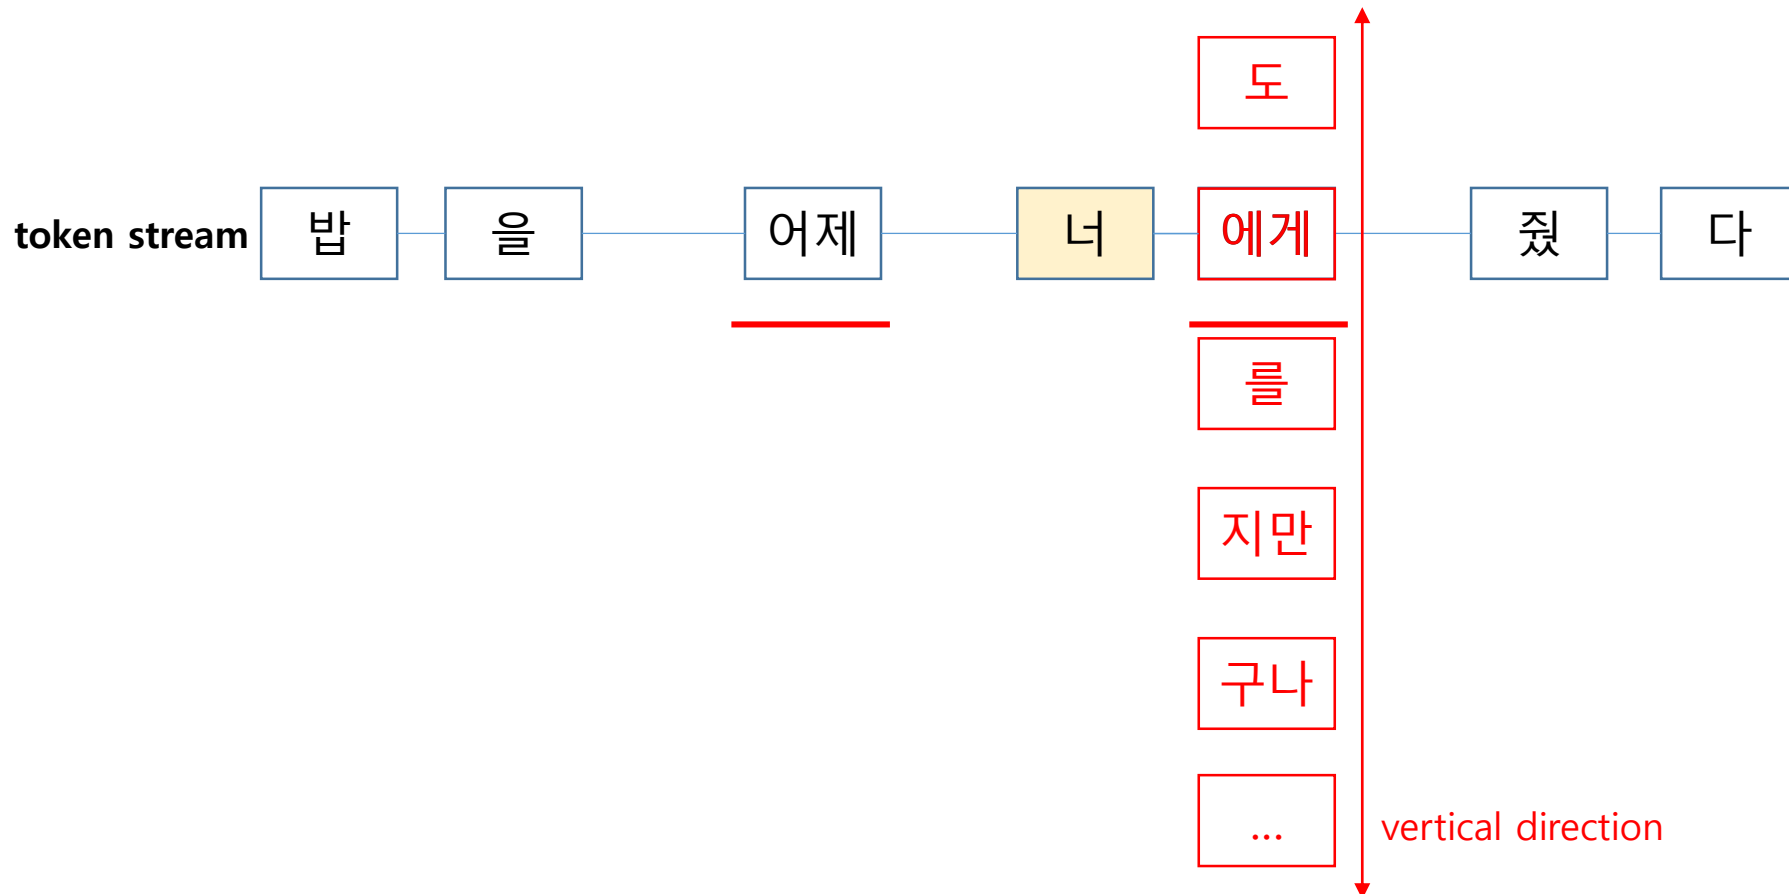 도
token stream 밥 을 어제 너 에게 줬 다
를
지만
구나
...
vertical direction